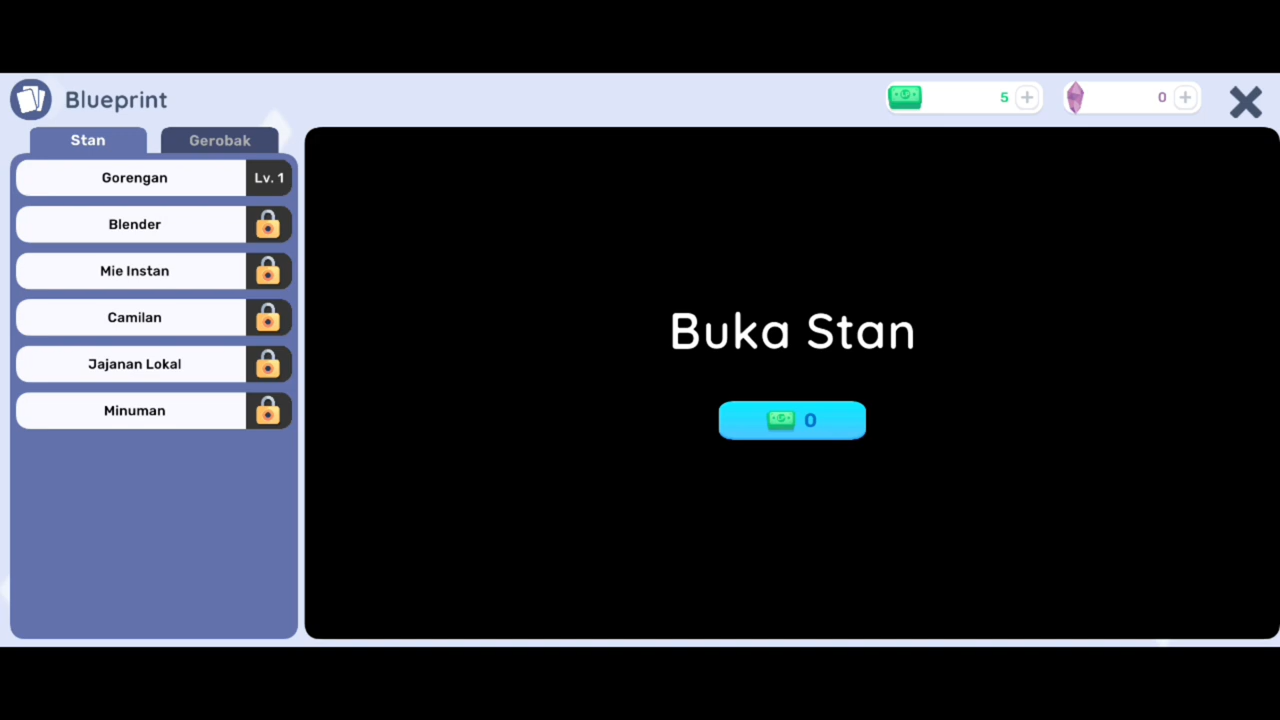 Blueprint
5
0
Stan
Gerobak
Gorengan
Lv. 1
Blender
Mie Instan
Camilan
Jajanan Lokal
Minuman
Buka Stan
0